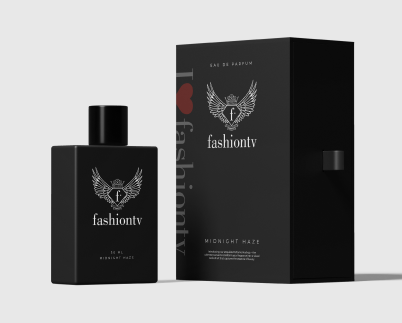 EAU DE PARFUM
f
fashiontv
I ♥ fashiontv
MIDNIGHT HAZE
f
fashiontv
50 ML
MIDNIGHT HAZE